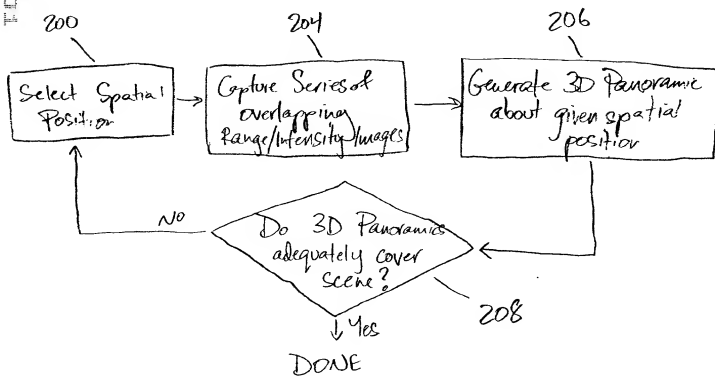 200
204
206
Select Spatial
Position
Capture Series of
overlapping
Range/Intensity/Images
Generate 3D Panoramic
about given spatial
position
NO
Do 3D Panoramics
adequately cover
scene?
208
Yes
DONE